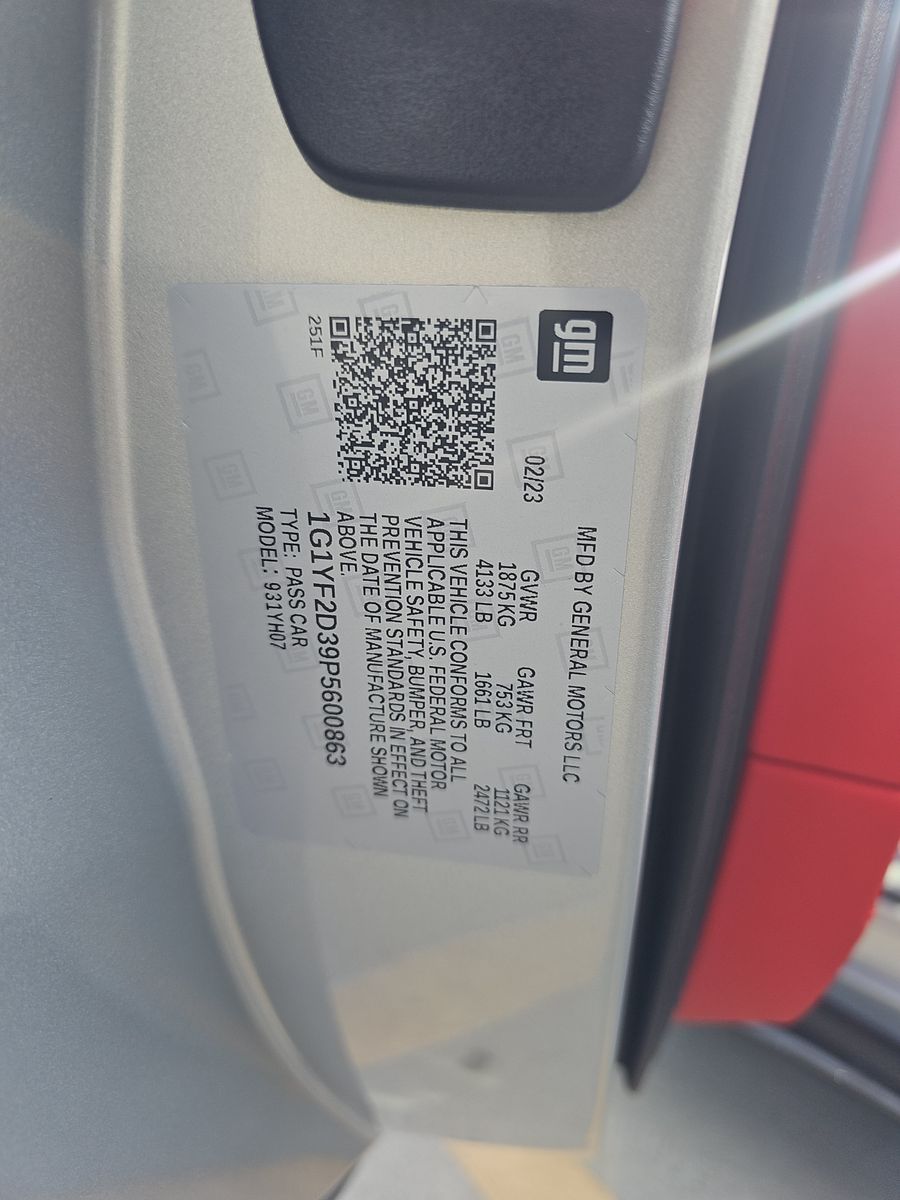 gm
MFD BY GENERAL MOTORS LLC
02/23
GVWR GAWR FRT GAWR RR
1875 KG 753 KG 1121 KG
4133 LB 1661 LB 2472 LB
THIS VEHICLE CONFORMS TO ALL
APPLICABLE U.S. FEDERAL MOTOR
VEHICLE SAFETY, BUMPER, AND THEFT
PREVENTION STANDARDS IN EFFECT ON
THE DATE OF MANUFACTURE SHOWN
ABOVE.
1G1YF2D39P5600863
TYPE: PASS CAR
MODEL: 931YH07
251F